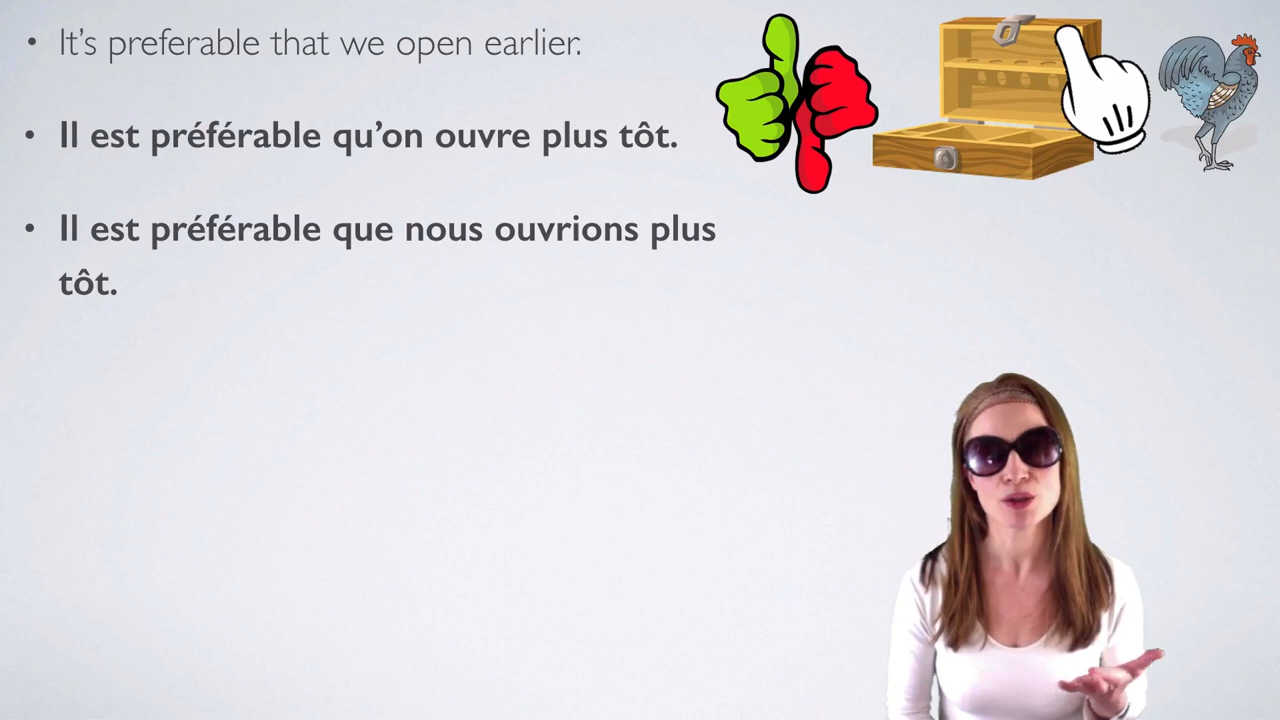 • It's preferable that we open earlier.
• Il est préférable qu’on ouvre plus tôt.
• Il est préférable que nous ouvrions plus
tôt.